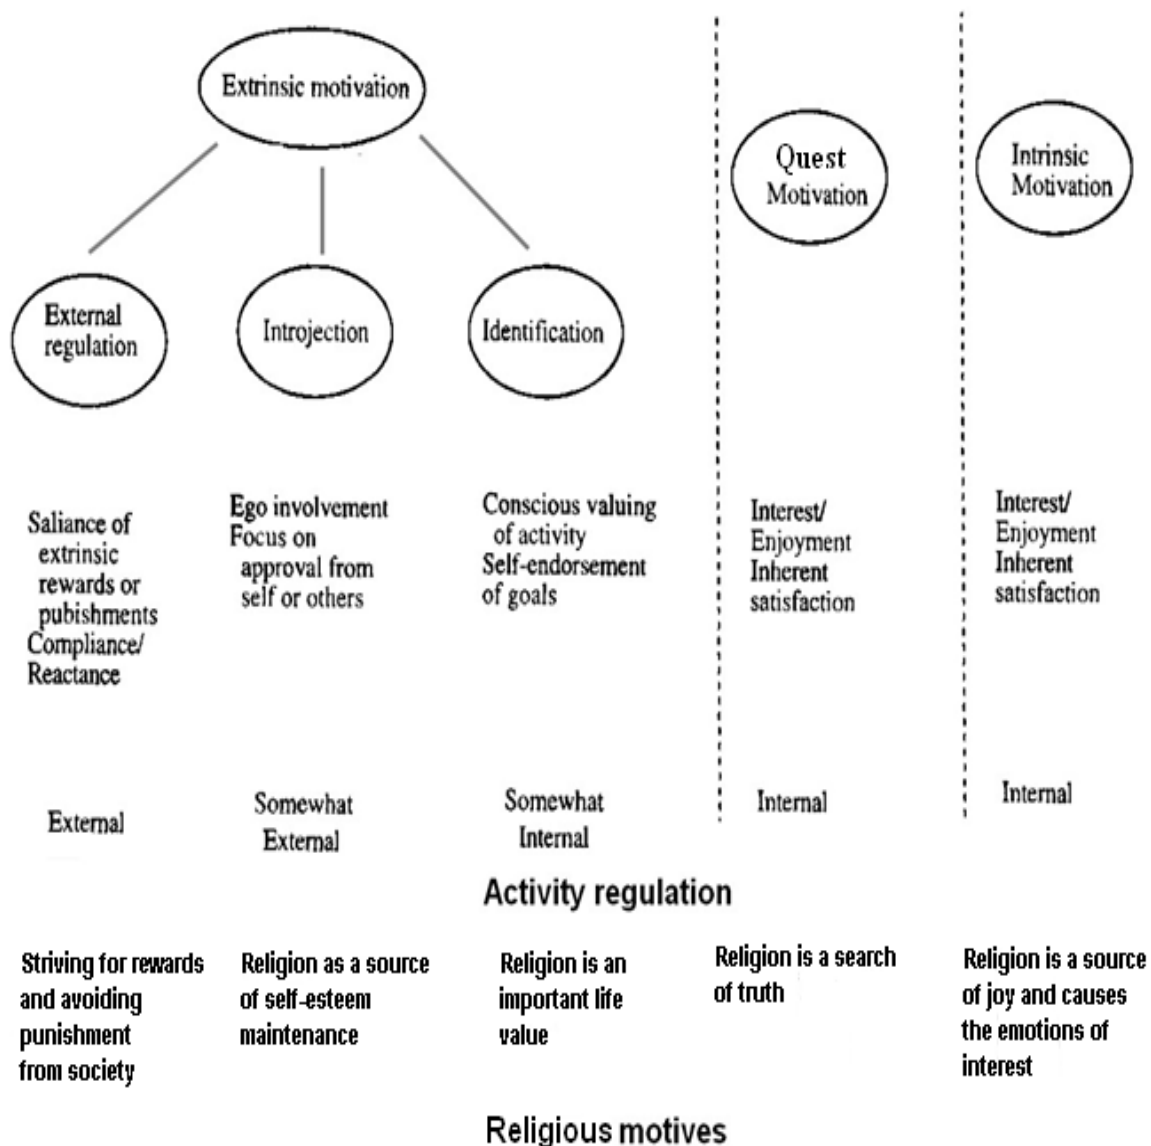 Extrinsic motivation
Quest
Motivation
Intrinsic
Motivation
External
regulation
Introjection
Identification
Saliance of
extrinsic
rewards or
pubishments
Compliance/
Reactance
Ego involvement
Focus on
approval from
self or others
Conscious valuing
of activity
Self-endorsement
of goals
Interest/
Enjoyment
Inherent
satisfaction
Interest/
Enjoyment
Inherent
satisfaction
External
Somewhat
External
Somewhat
Internal
Internal
Internal
Activity regulation
Striving for rewards
and avoiding
punishment
from society
Religion as a source
of self-esteem
maintenance
Religion is an
important life
value
Religion is a search
of truth
Religion is a source
of joy and causes
the emotions of
interest
Religious motives